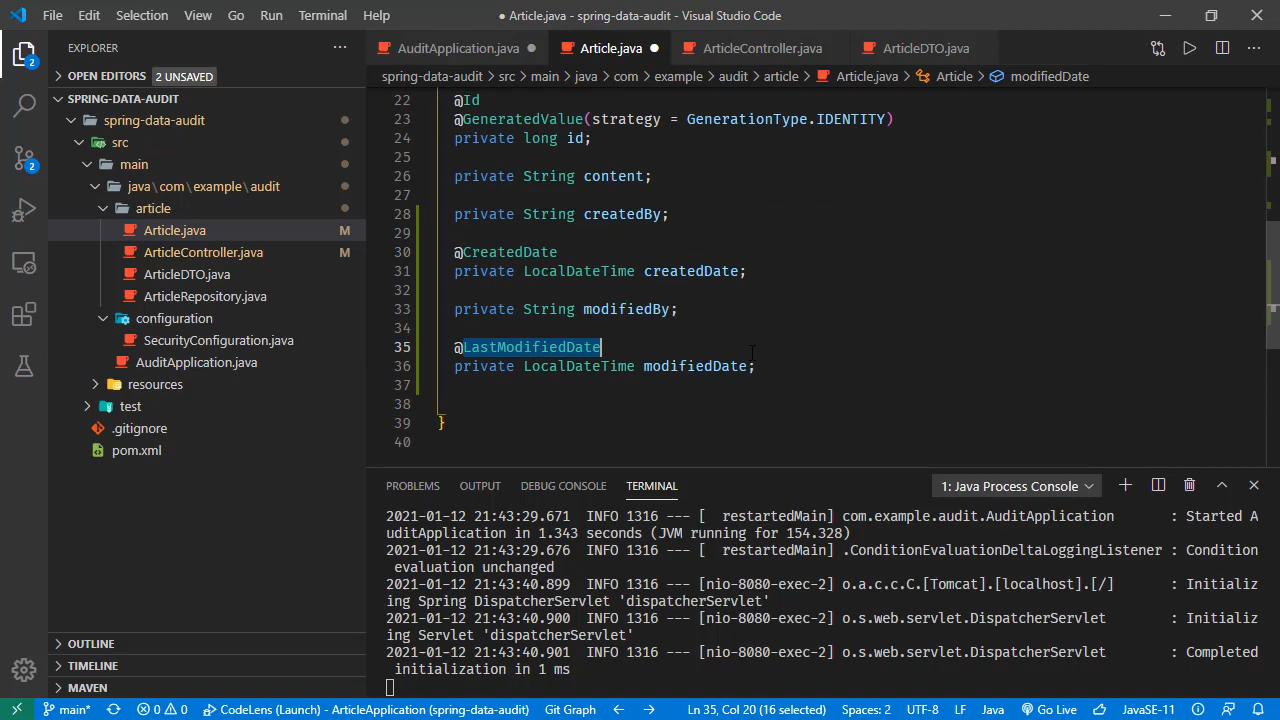 File Edit Selection View Go Run Terminal Help ● Article.java - spring-data-audit - Visual Studio Code
EXPLORER
OPEN EDITORS 2 UNSAVED
SPRING-DATA-AUDIT
spring-data-audit
src
main
java\com\example\audit
article
Article.java M
ArticleController.java M
ArticleDTO.java
ArticleRepository.java
configuration
SecurityConfiguration.java
AuditApplication.java
resources
test
.gitignore
pom.xml
OUTLINE
TIMELINE
MAVEN
2
2
AuditApplication.java ● Article.java ● ArticleController.java ArticleDTO.java
spring-data-audit > src > main > java > com > example > audit > article > Article.java > Article > modifiedDate
22 @Id
23 @GeneratedValue(strategy = GenerationType.IDENTITY)
24 private long id;
25
26 private String content;
27
28 private String createdBy;
29
30 @CreatedDate
31 private LocalDateTime createdDate;
32
33 private String modifiedBy;
34
35 @LastModifiedDate
36 private LocalDateTime modifiedDate;
37
38
39 }
40
PROBLEMS OUTPUT DEBUG CONSOLE TERMINAL 1: Java Process Console
2021-01-12 21:43:29.671 INFO 1316 --- [ restartedMain] com.example.audit.AuditApplication : Started A
uditApplication in 1.343 seconds (JVM running for 154.328)
2021-01-12 21:43:29.676 INFO 1316 --- [ restartedMain] .ConditionEvaluationDeltaLoggingListener : Condition
evaluation unchanged
2021-01-12 21:43:40.899 INFO 1316 --- [nio-8080-exec-2] o.a.c.c.C.[Tomcat].[localhost].[/] : Initializ
ing Spring DispatcherServlet 'dispatcherServlet'
2021-01-12 21:43:40.900 INFO 1316 --- [nio-8080-exec-2] o.s.web.servlet.DispatcherServlet : Initializ
ing Servlet 'dispatcherServlet'
2021-01-12 21:43:40.901 INFO 1316 --- [nio-8080-exec-2] o.s.web.servlet.DispatcherServlet : Completed
initialization in 1 ms
main* 0 0 CodeLens (Launch) - ArticleApplication (spring-data-audit) Git Graph Ln 35, Col 20 (16 selected) Spaces: 2 UTF-8 LF Java JavaSE-11 Go Live